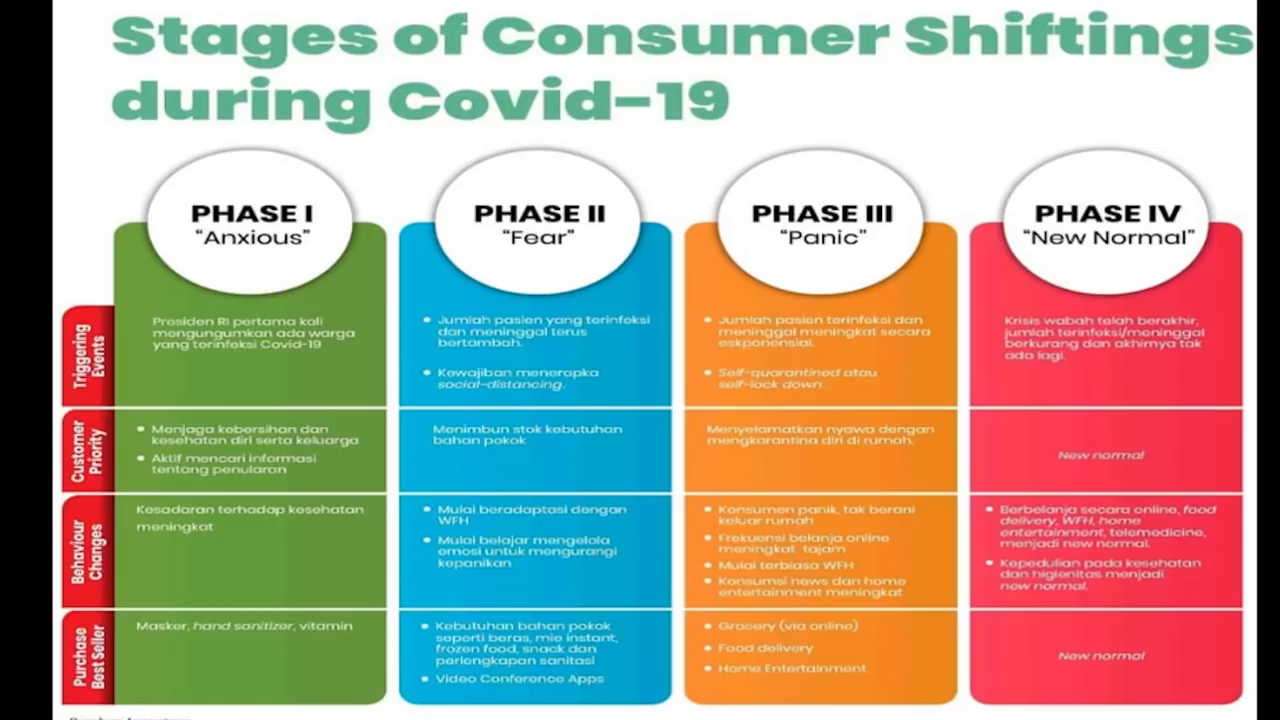 Stages of Consumer Shiftings
during Covid-19
PHASE I
“Anxious”
PHASE II
“Fear”
PHASE III
“Panic”
PHASE IV
“New Normal”
Triggering
Events
Presiden RI pertama kali
mengungumkan ada warga
yang terinfeksi Covid-19
Jumlah pasien yang terinfeksi
dan meninggal terus
bertambah.
Kewajiban menerapka
social-distancing.
Jumlah pasien terinfeksi dan
meninggal meningkat secara
eskponensial.
Self-quarantined atau
self-lock down.
Krisis wabah telah berakhir,
jumlah terinfeksi/meninggal
berkurang dan akhirnya tak
ada lagi.
Customer
Priority
Menjaga kebersihan dan
kesehatan diri serta keluarga
Aktif mencari informasi
tentang penularan
Menimbun stok kebutuhan
bahan pokok
Menyelamatkan nyawa dengan
mengkarantina diri di rumah.
New normal
Behaviour
Changes
Kesadaran terhadap kesehatan
meningkat
Mulai beradaptasi dengan
WFH
Mulai belajar mengelola
emosi untuk mengurangi
kepanikan
Konsumen panik, tak berani
keluar rumah
Frekuensi belanja online
meningkat tajam
Mulai terbiasa WFH
Konsumsi news dan home
entertainment meningkat
Berbelanja secara online, food
delivery, WFH, home
entertainment, telemedicine,
menjadi new normal.
Kepedulian pada kesehatan
dan higienitas menjadi
new normal.
Purchase
Best Seller
Masker, hand sanitizer, vitamin
Kebutuhan bahan pokok
seperti beras, mie instant,
frozen food, snack dan
perlengkapan sanitasi
Video Conference Apps
Grocery (via online)
Food delivery
Home Entertainment
New normal